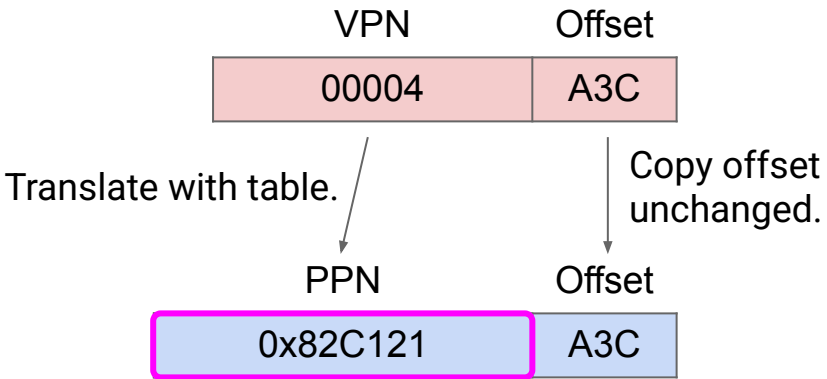 VPN Offset
00004 A3C
Translate with table.
Copy offset
unchanged.
PPN Offset
0x82C121 A3C